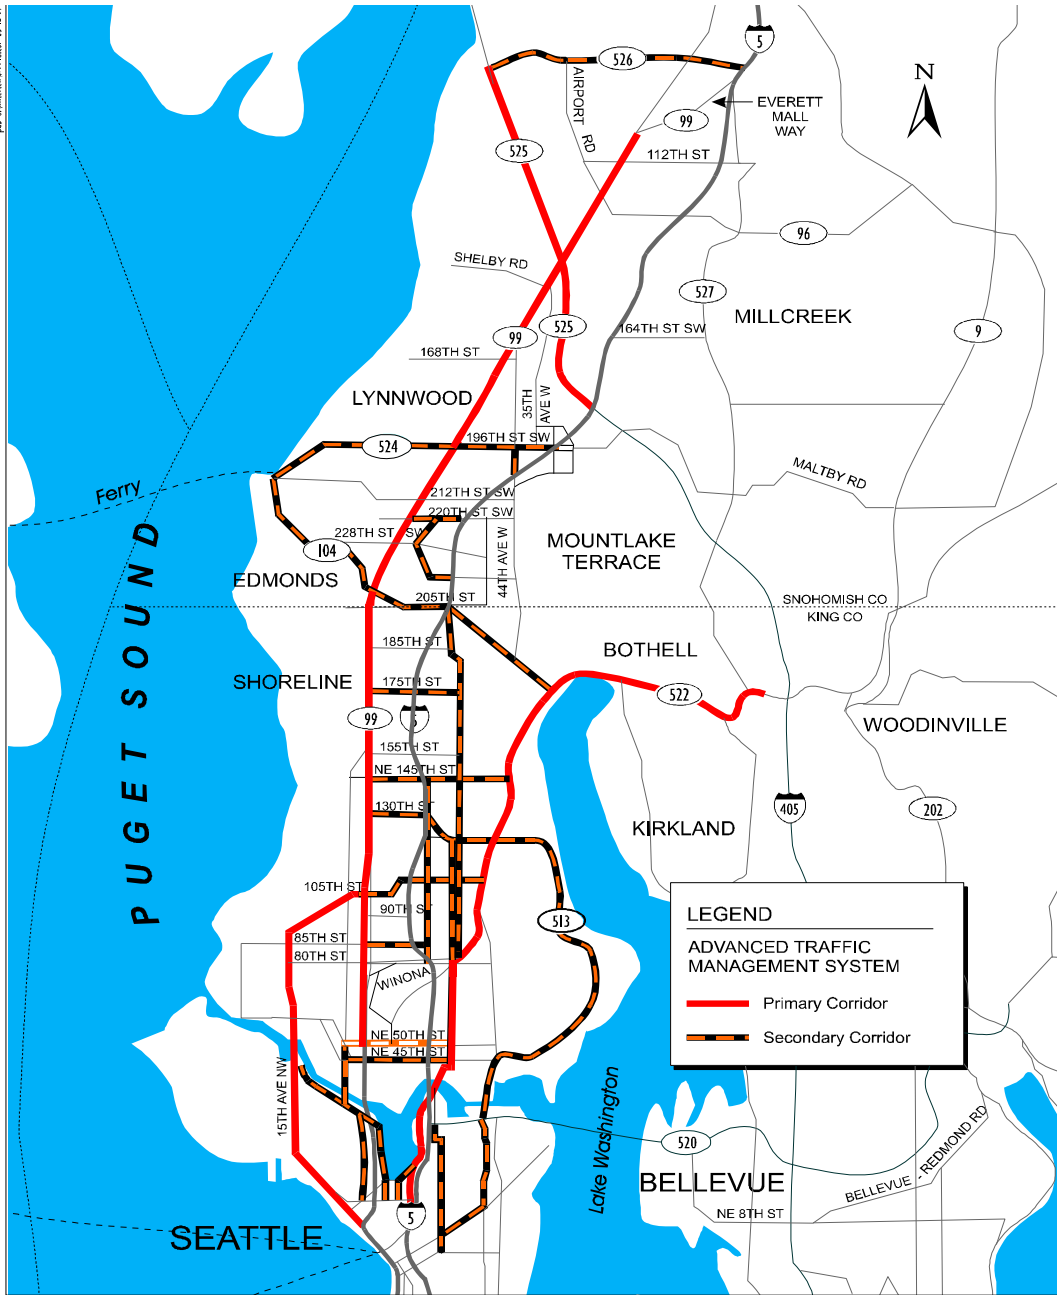 5
526
N
AIRPORT RD
EVERETT
MALL
WAY
99
525
112TH ST
96
SHELBY RD
527
MILLCREEK
525
164TH ST SW
9
99
168TH ST
LYNNWOOD
35TH
AVE W
196TH ST SW
524
MALTBY RD
Ferry
212TH ST SW
220TH ST SW
228TH ST SW
44TH AVE W
MOUNTLAKE
TERRACE
104
EDMONDS
205TH ST
SNOHOMISH CO
KING CO
185TH ST
BOTHELL
SHORELINE
175TH ST
522
99
5
WOODINVILLE
155TH ST
NE 145TH ST
PUGET SOUND
130TH ST
405
202
KIRKLAND
105TH ST
90TH ST
513
LEGEND
85TH ST
80TH ST
ADVANCED TRAFFIC
MANAGEMENT SYSTEM
WINONA
Primary Corridor
NE 50TH ST
Secondary Corridor
NE 45TH ST
15TH AVE NW
Lake Washington
520
BELLEVUE - REDMOND RD
BELLEVUE
NE 8TH ST
5
SEATTLE